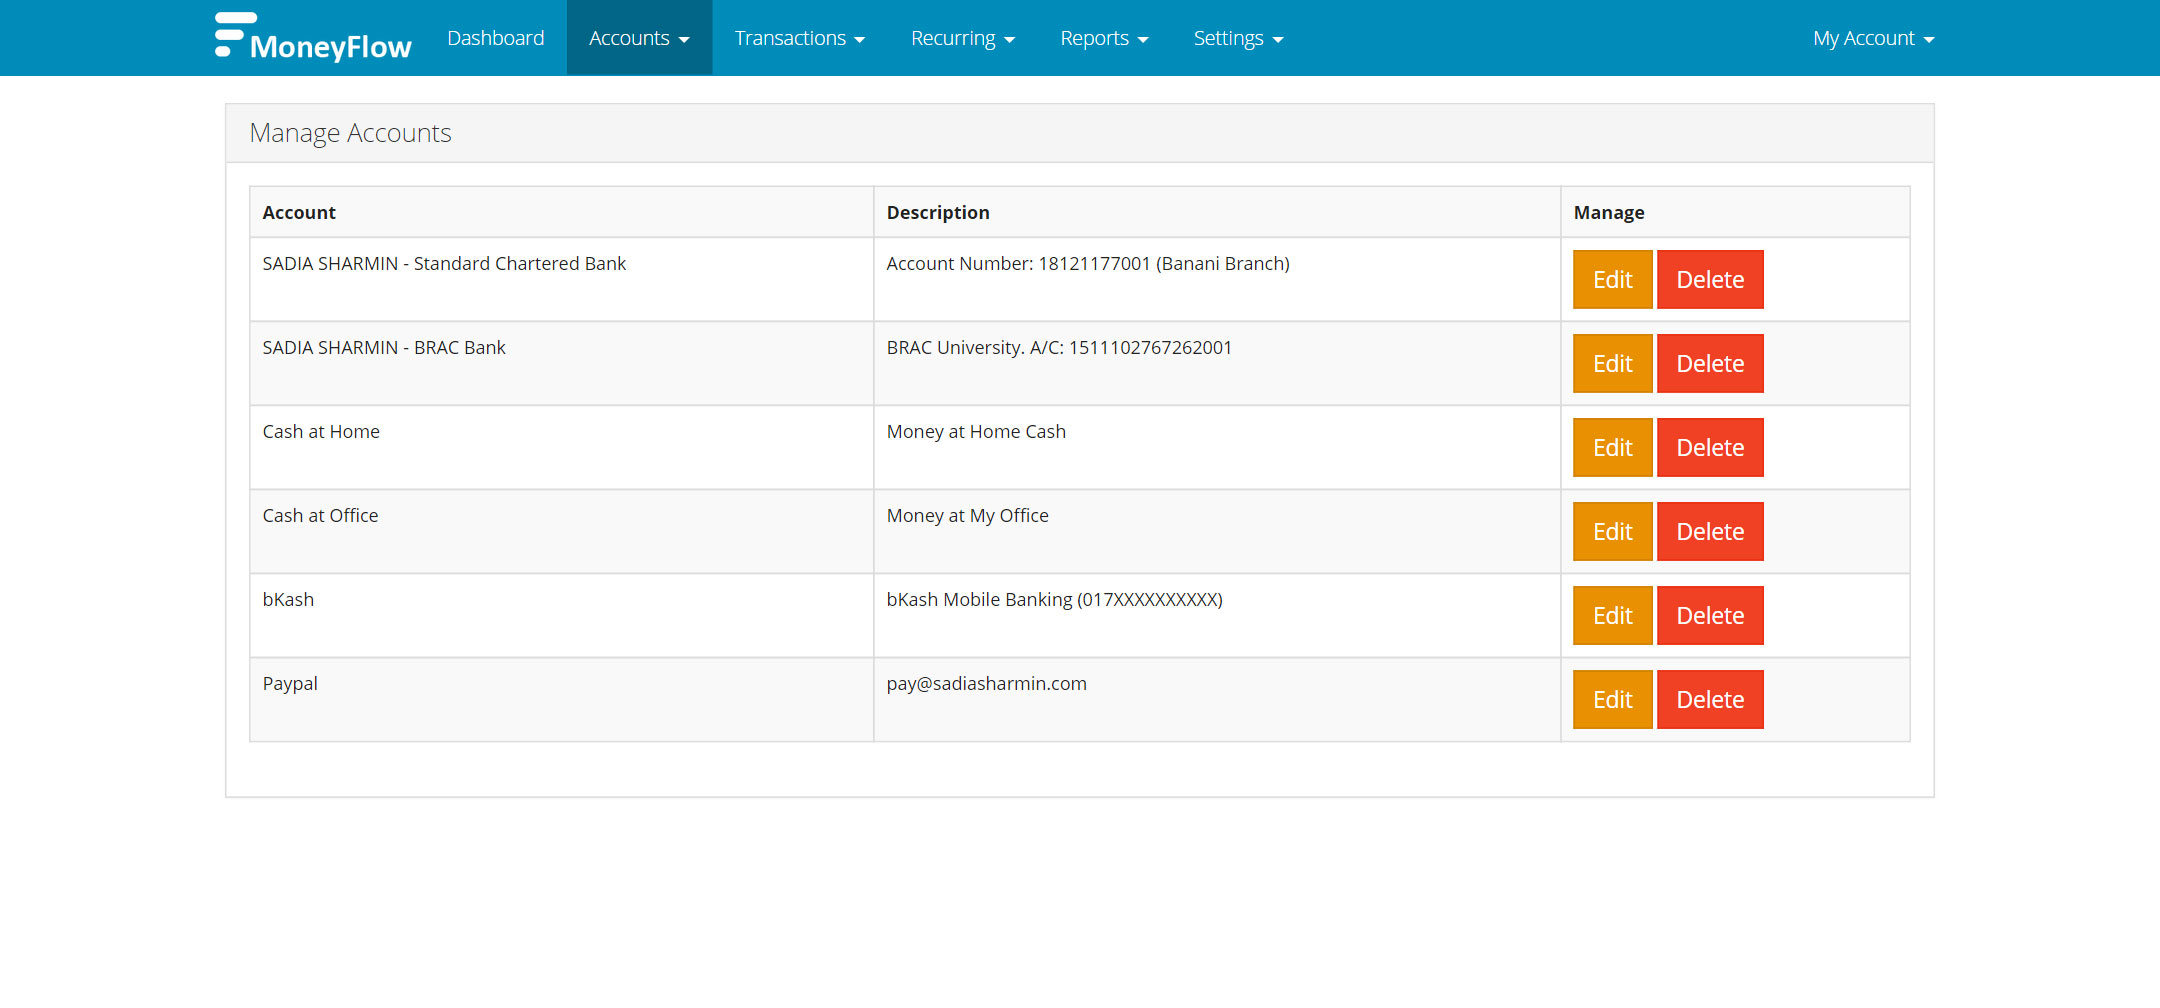 MoneyFlow Dashboard Accounts Transactions Recurring Reports Settings My Account
Manage Accounts
Account Description Manage
SADIA SHARMIN - Standard Chartered Bank Account Number: 18121177001 (Banani Branch) Edit Delete
SADIA SHARMIN - BRAC Bank BRAC University. A/C: 1511102767262001 Edit Delete
Cash at Home Money at Home Cash Edit Delete
Cash at Office Money at My Office Edit Delete
bKash bKash Mobile Banking (017XXXXXXXXXX) Edit Delete
Paypal pay@sadiasharmin.com Edit Delete